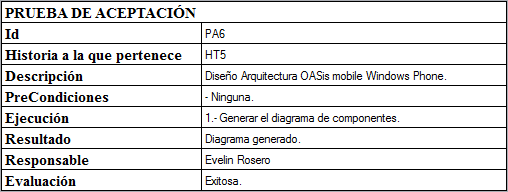 PRUEBA DE ACEPTACIÓN
Id PA6
Historia a la que pertenece HT5
Descripción Diseño Arquitectura OASis mobile Windows Phone.
PreCondiciones - Ninguna.
Ejecución 1.- Generar el diagrama de componentes.
Resultado Diagrama generado.
Responsable Evelin Rosero
Evaluación Exitosa.